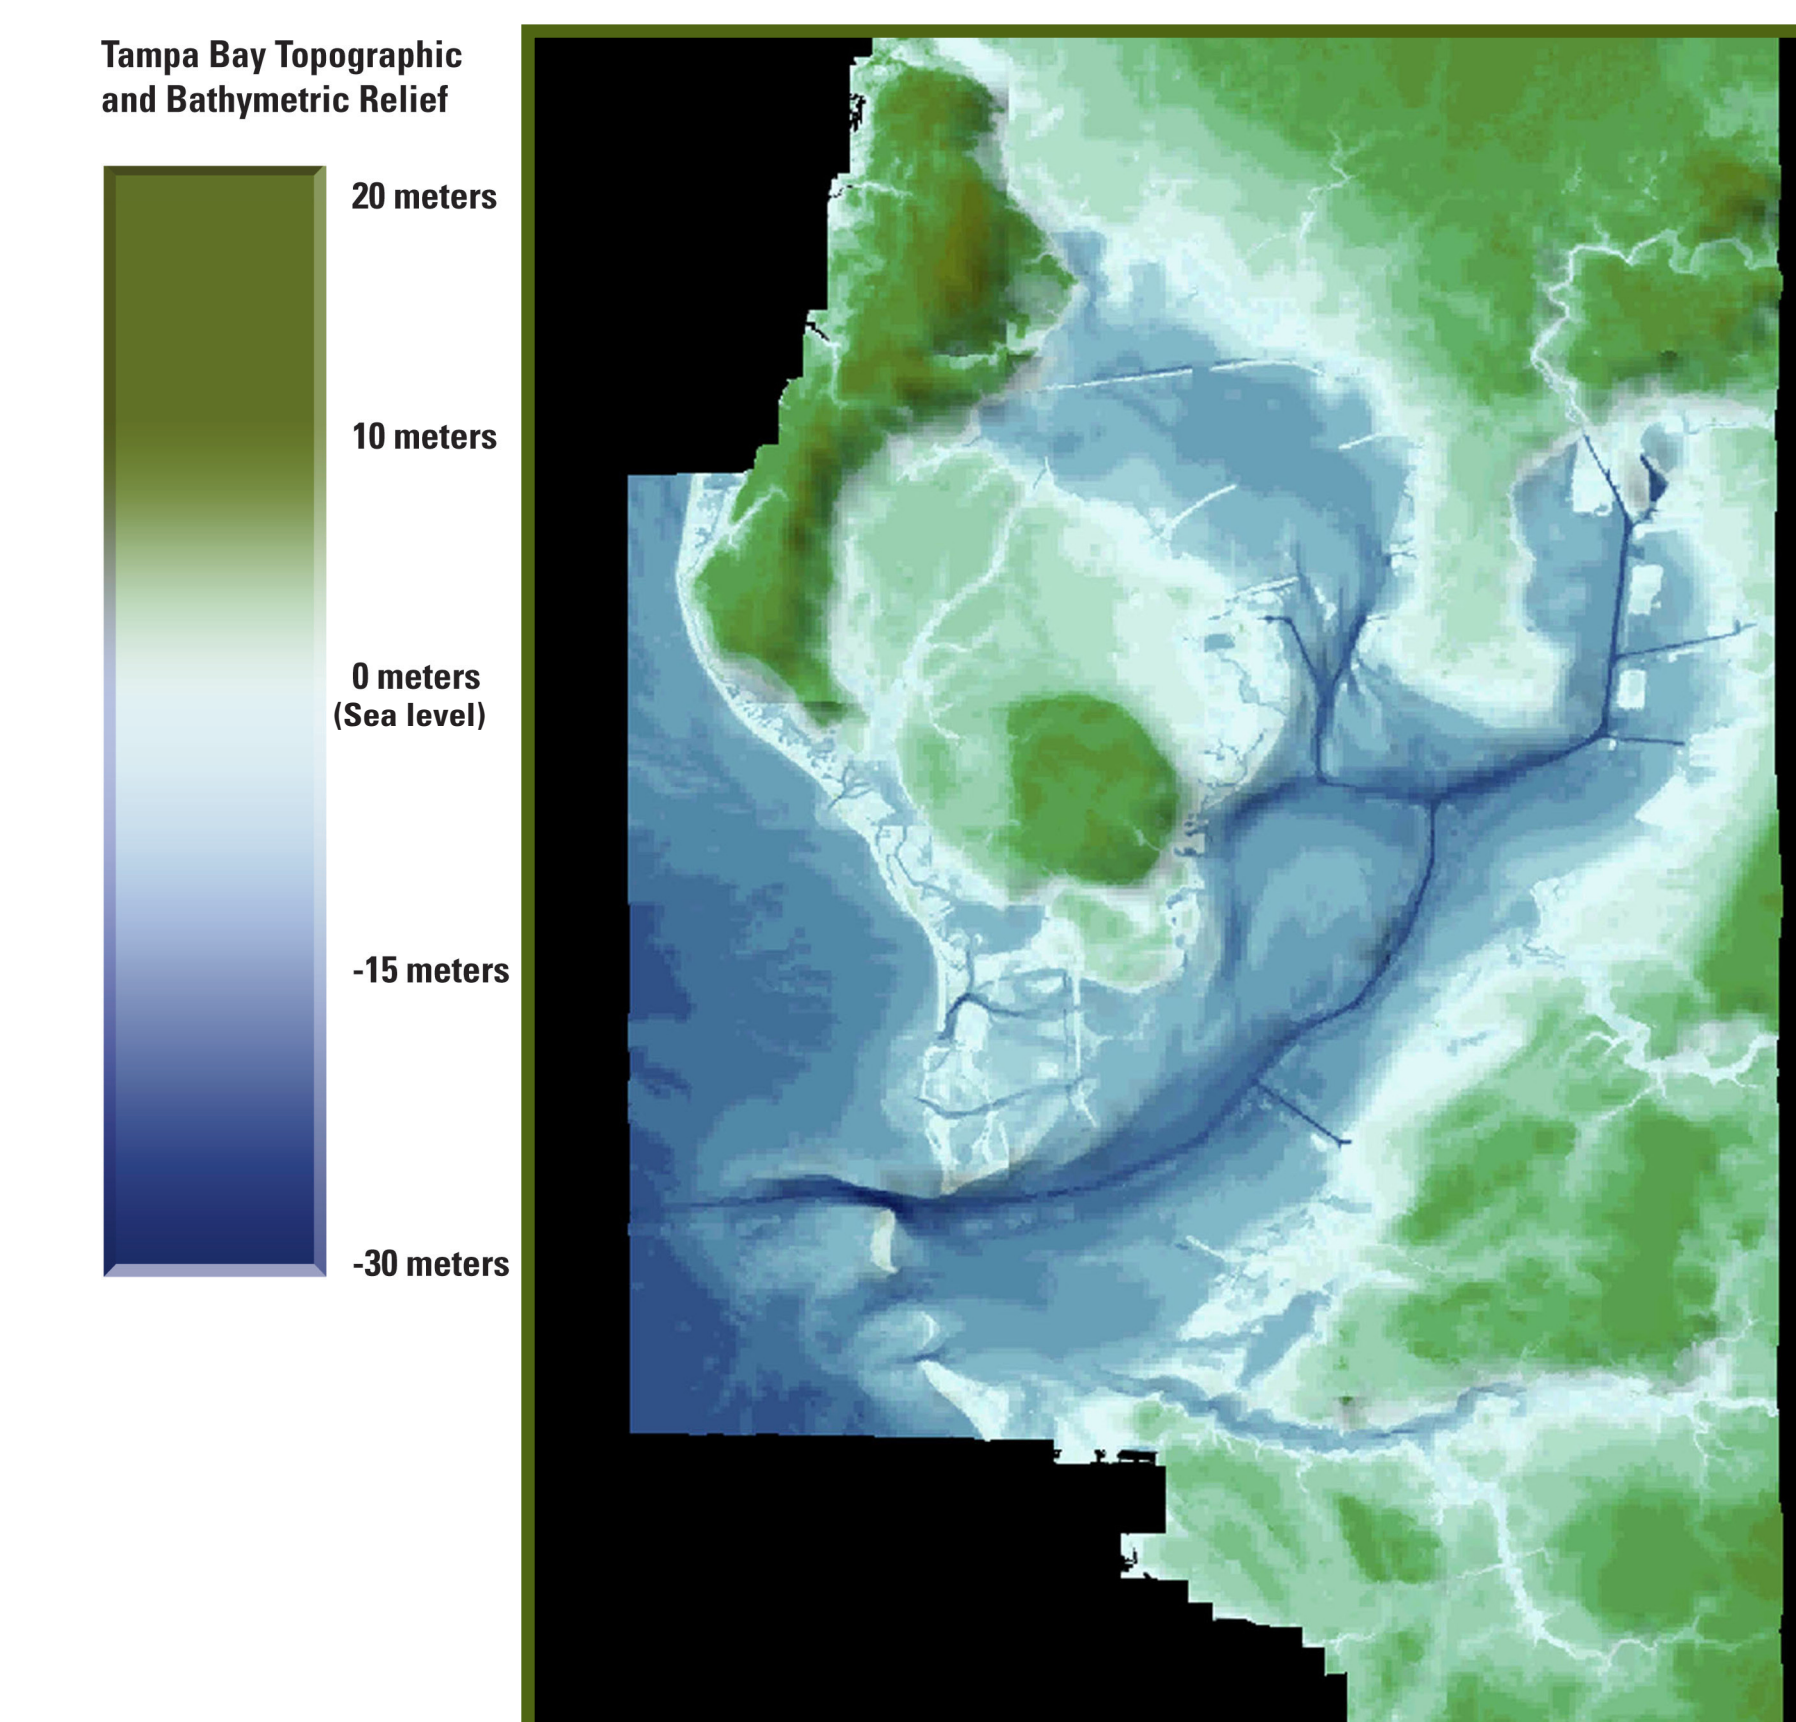 Tampa Bay Topographic
and Bathymetric Relief
20 meters
10 meters
0 meters
(Sea level)
-15 meters
-30 meters